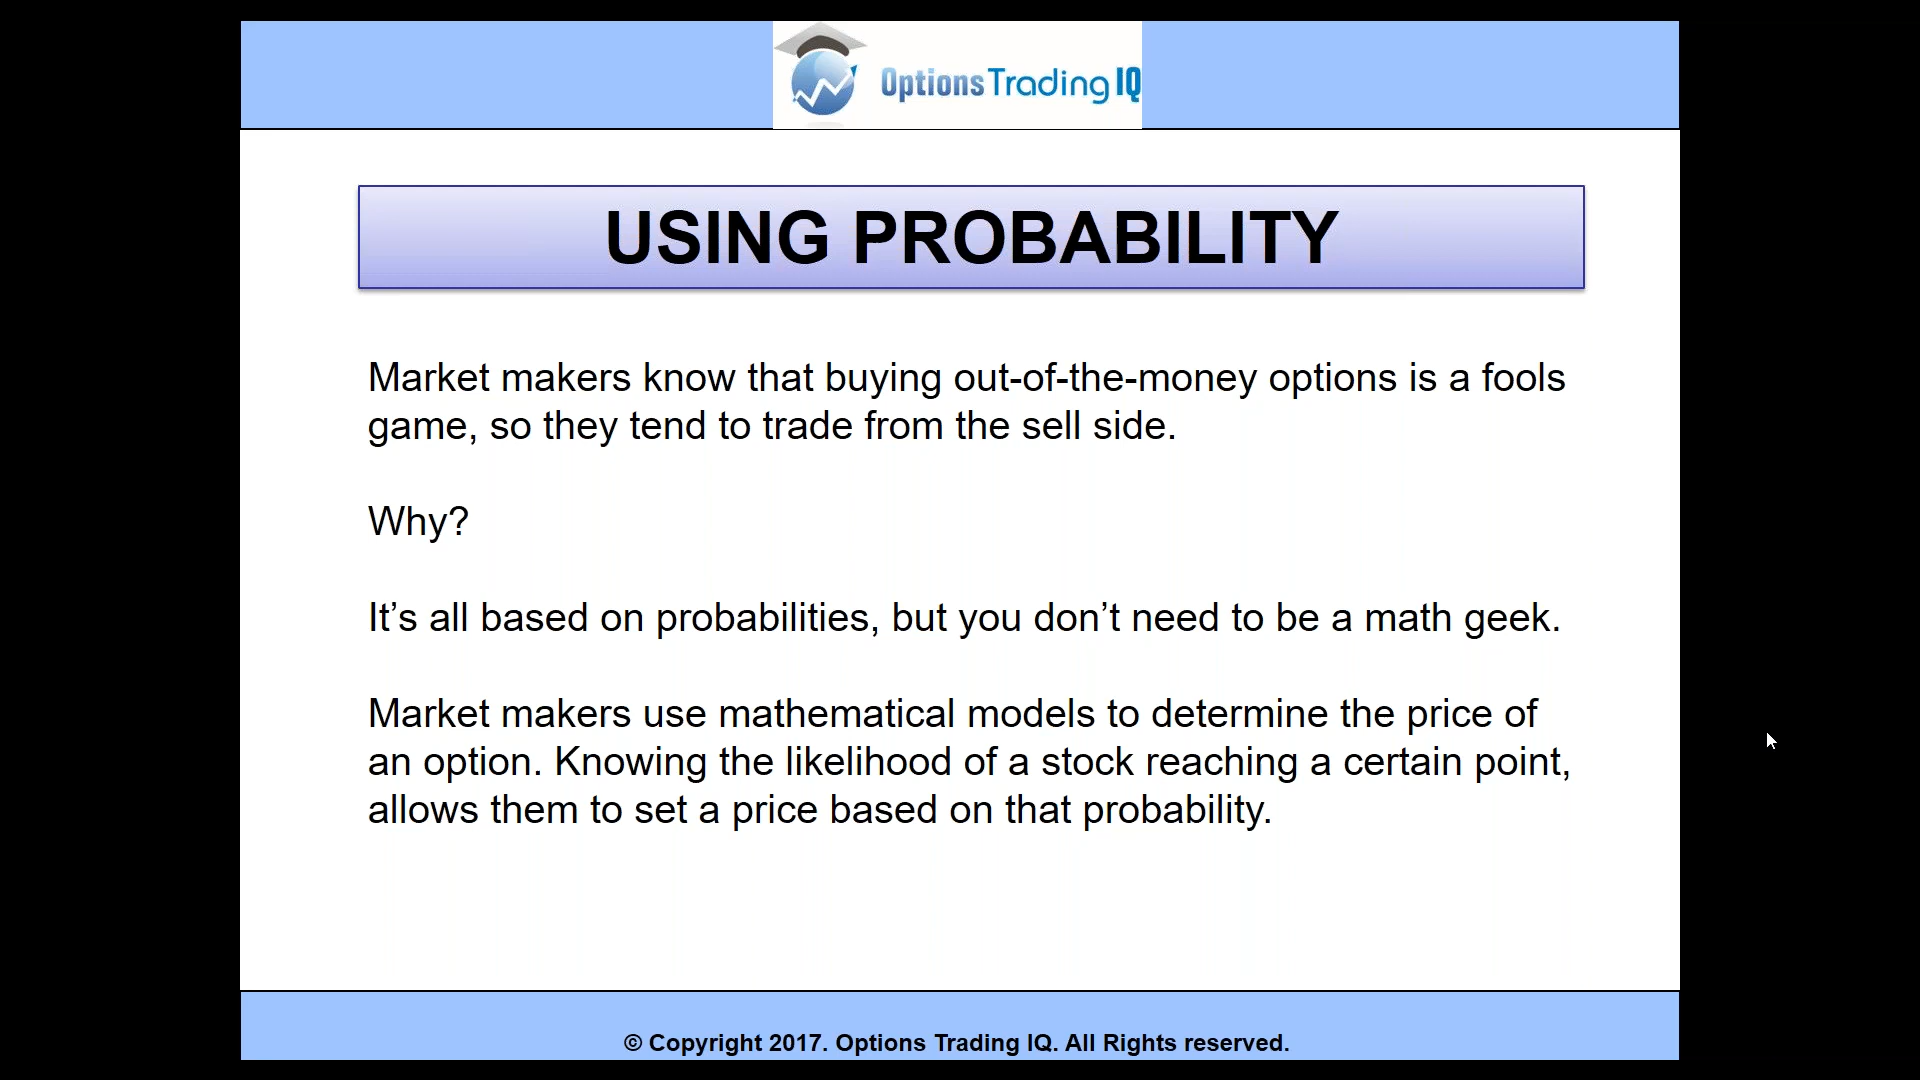 Options Trading IQ
USING PROBABILITY
Market makers know that buying out-of-the-money options is a fools
game, so they tend to trade from the sell side.
Why?
It’s all based on probabilities, but you don’t need to be a math geek.
Market makers use mathematical models to determine the price of
an option. Knowing the likelihood of a stock reaching a certain point,
allows them to set a price based on that probability.
© Copyright 2017. Options Trading IQ. All Rights reserved.